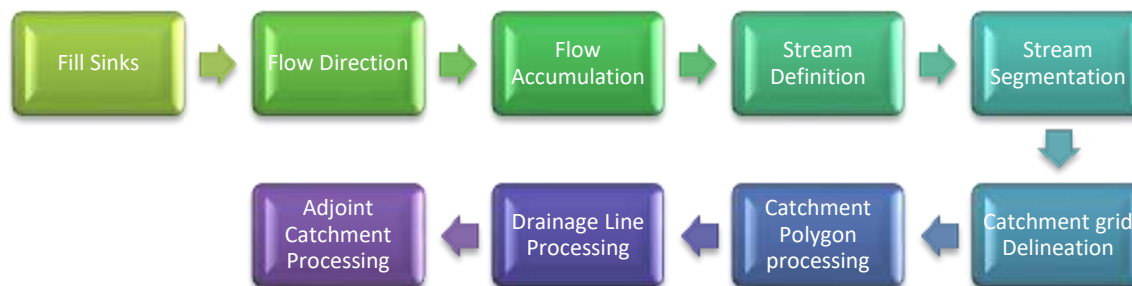 Fill Sinks
Flow Direction
Flow
Accumulation
Stream
Definition
Stream
Segmentation
Catchment grid
Delineation
Catchment
Polygon
processing
Drainage Line
Processing
Adjoint
Catchment
Processing